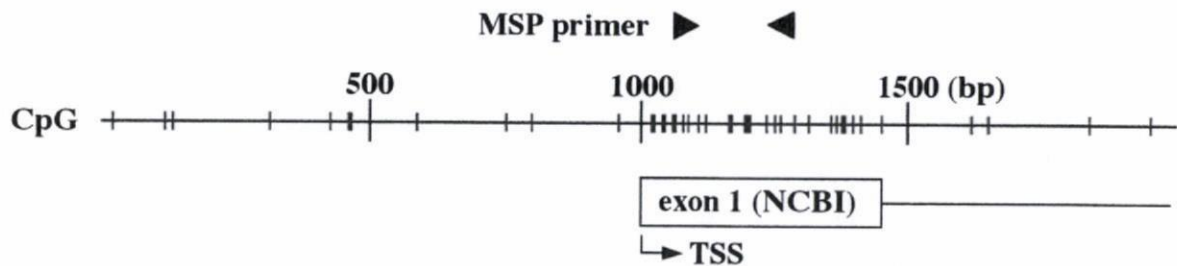 MSP primer
500 1000 1500 (bp)
CpG
exon 1 (NCBI)
TSS